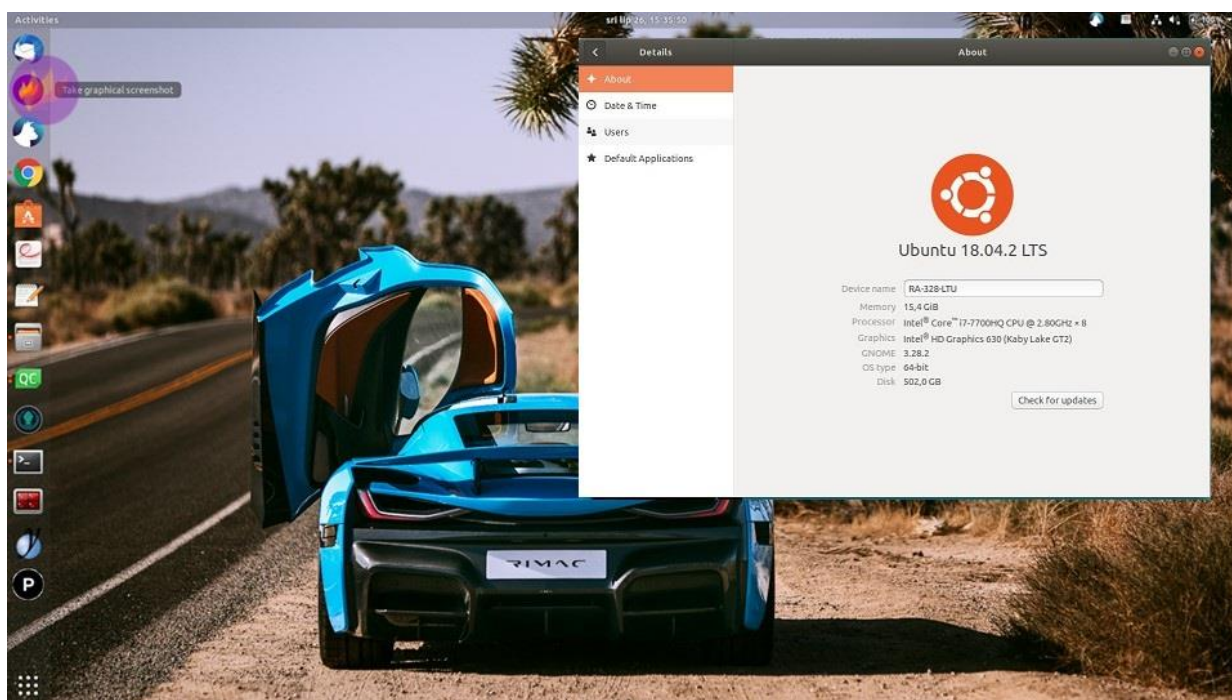 Activities
sri lip 26, 15:35:50
100%
Take graphical screenshot
Details
About
About
Date & Time
Users
Default Applications
Ubuntu 18.04.2 LTS
Device name RA-328-LTU
Memory 15,4 GiB
Processor Intel® Core™ i7-7700HQ CPU @ 2.80GHz × 8
Graphics Intel® HD Graphics 630 (Kaby Lake GT2)
GNOME 3.28.2
OS type 64-bit
Disk 502,0 GB
Check for updates
QC
P
RIMAC